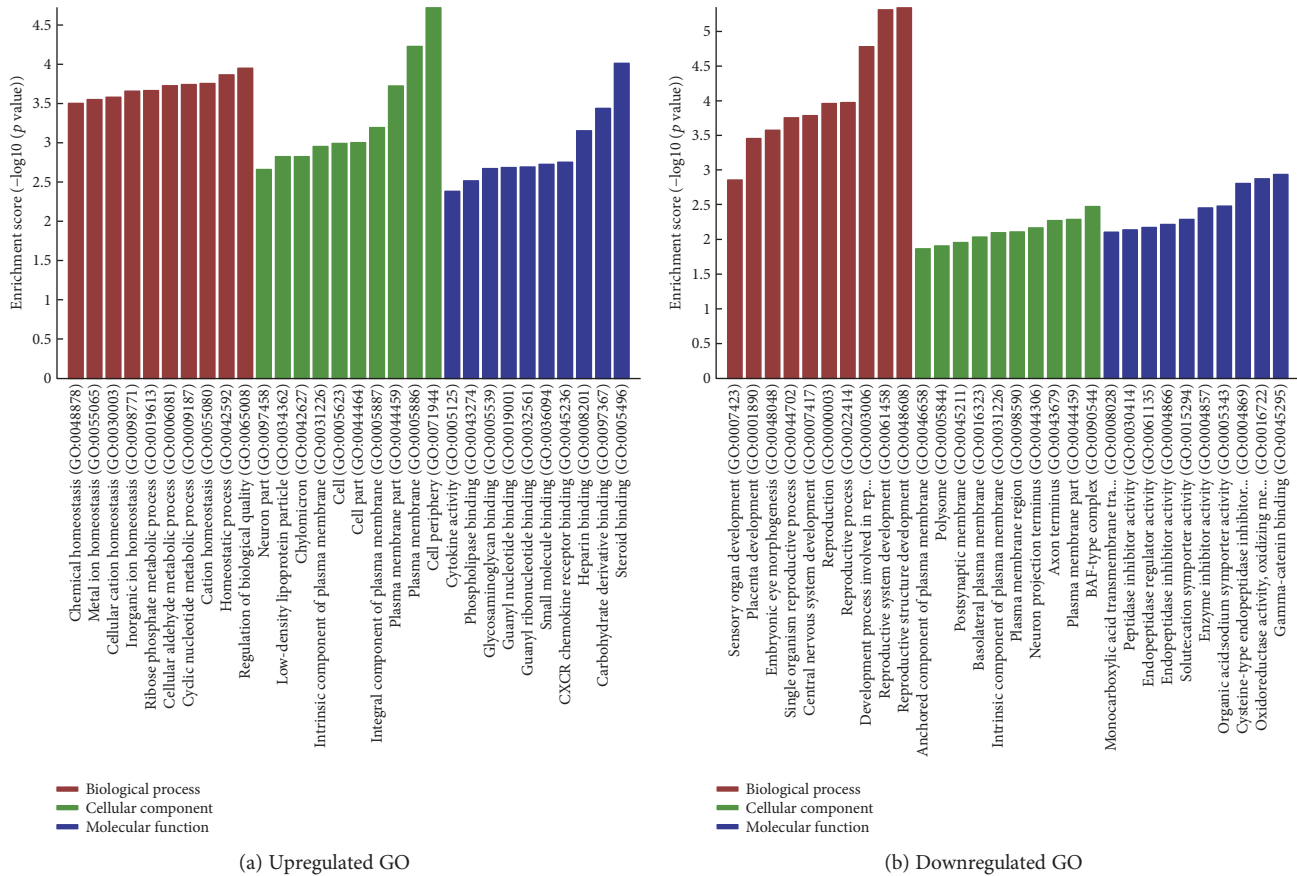 Enrichment score (−log10 (p value))
4.5
4
3.5
3
2.5
2
1.5
1
0.5
0
Chemical homeostasis (GO:0048878)
Metal ion homeostasis (GO:0055065)
Cellular cation homeostasis (GO:0030003)
Inorganic ion homeostasis (GO:0098771)
Ribose phosphate metabolic process (GO:0019613)
Cellular aldehyde metabolic process (GO:0006081)
Cyclic nucleotide metabolic process (GO:0009187)
Cation homeostasis (GO:0055080)
Homeostatic process (GO:0042592)
Regulation of biological quality (GO:0065008)
Neuron part (GO:0097458)
Low-density lipoprotein particle (GO:0034362)
Chylomicron (GO:0042627)
Intrinsic component of plasma membrane (GO:0031226)
Cell (GO:0005623)
Cell part (GO:0044464)
Integral component of plasma membrane (GO:0005887)
Plasma membrane part (GO:0044459)
Plasma membrane (GO:0005886)
Cell periphery (GO:0071944)
Cytokine activity (GO:0005125)
Phospholipase binding (GO:0043274)
Glycosaminoglycan binding (GO:0005539)
Guanyl nucleotide binding (GO:0019001)
Guanyl ribonucleotide binding (GO:0032561)
Small molecule binding (GO:0036094)
CXCR chemokine receptor binding (GO:0045236)
Heparin binding (GO:0008201)
Carbohydrate derivative binding (GO:0097367)
Steroid binding (GO:0005496)
Biological process
Cellular component
Molecular function
(a) Upregulated GO
Enrichment score (−log10 (p value))
5
4.5
4
3.5
3
2.5
2
1.5
1
0.5
0
Sensory organ development (GO:0007423)
Placenta development (GO:0001890)
Embryonic eye morphogenesis (GO:0048048)
Single organism reproductive process (GO:0044702)
Central nervous system development (GO:0007417)
Reproduction (GO:0000003)
Reproductive process (GO:0022414)
Development process involved in rep... (GO:0003006)
Reproductive system development (GO:0061458)
Reproductive structure development (GO:0048608)
Anchored component of plasma membrane (GO:0046658)
Polysome (GO:0005844)
Postsynaptic membrane (GO:0045211)
Basolateral plasma membrane (GO:0016323)
Intrinsic component of plasma membrane (GO:0031226)
Plasma membrane region (GO:0098590)
Neuron projection terminus (GO:0044306)
Axon terminus (GO:0043679)
Plasma membrane part (GO:0044459)
BAF-type complex (GO:0090544)
Monocarboxylic acid transmembrane tra... (GO:0008028)
Peptidase inhibitor activity (GO:0030414)
Endopeptidase regulator activity (GO:0061135)
Endopeptidase inhibitor activity (GO:0004866)
Solute:cation symporter activity (GO:0015294)
Enzyme inhibitor activity (GO:0004857)
Organic acid:sodium symporter activity (GO:0005343)
Cysteine-type endopeptidase inhibitor... (GO:0004869)
Oxidoreductase activity, oxidizing me... (GO:0016722)
Gamma-catenin binding (GO:0045295)
Biological process
Cellular component
Molecular function
(b) Downregulated GO